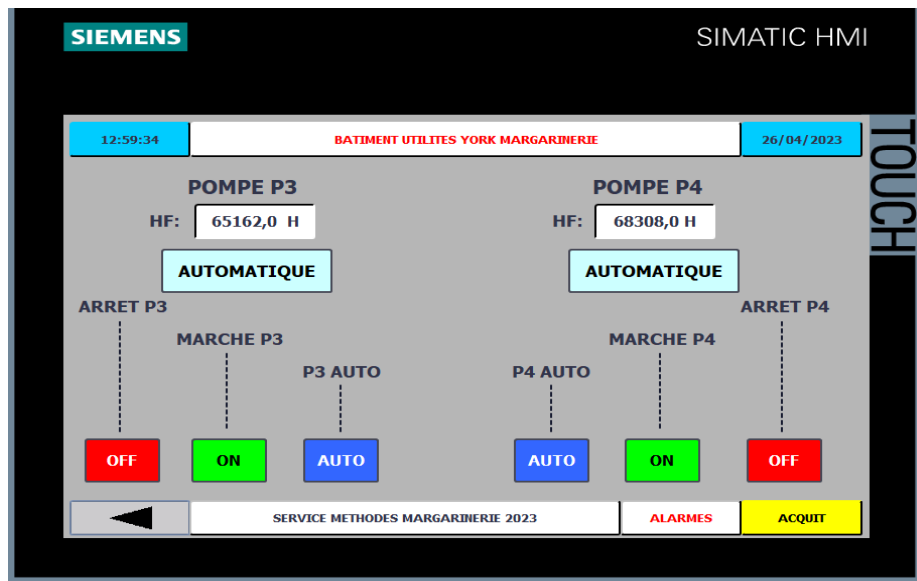 SIEMENS
SIMATIC HMI
TOUCH
12:59:34
BATIMENT UTILITES YORK MARGARINERIE
26/04/2023
POMPE P3
POMPE P4
HF: 65162,0 H
HF: 68308,0 H
AUTOMATIQUE
AUTOMATIQUE
ARRET P3
ARRET P4
MARCHE P3
MARCHE P4
P3 AUTO
P4 AUTO
OFF
ON
AUTO
AUTO
ON
OFF
SERVICE METHODES MARGARINERIE 2023
ALARMES
ACQUIT